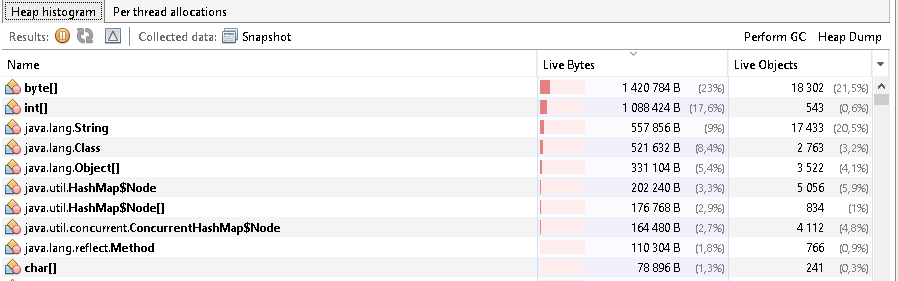 Heap histogram Per thread allocations
Results: Collected data: Snapshot Perform GC Heap Dump
Name Live Bytes Live Objects
byte[] 1 420 784 B (23%) 18 302 (21,5%)
int[] 1 088 424 B (17,6%) 543 (0,6%)
java.lang.String 557 856 B (9%) 17 433 (20,5%)
java.lang.Class 521 632 B (8,4%) 2 763 (3,2%)
java.lang.Object[] 331 104 B (5,4%) 3 522 (4,1%)
java.util.HashMap$Node 202 240 B (3,3%) 5 056 (5,9%)
java.util.HashMap$Node[] 176 768 B (2,9%) 834 (1%)
java.util.concurrent.ConcurrentHashMap$Node 164 480 B (2,7%) 4 112 (4,8%)
java.lang.reflect.Method 110 304 B (1,8%) 766 (0,9%)
char[] 78 896 B (1,3%) 241 (0,3%)